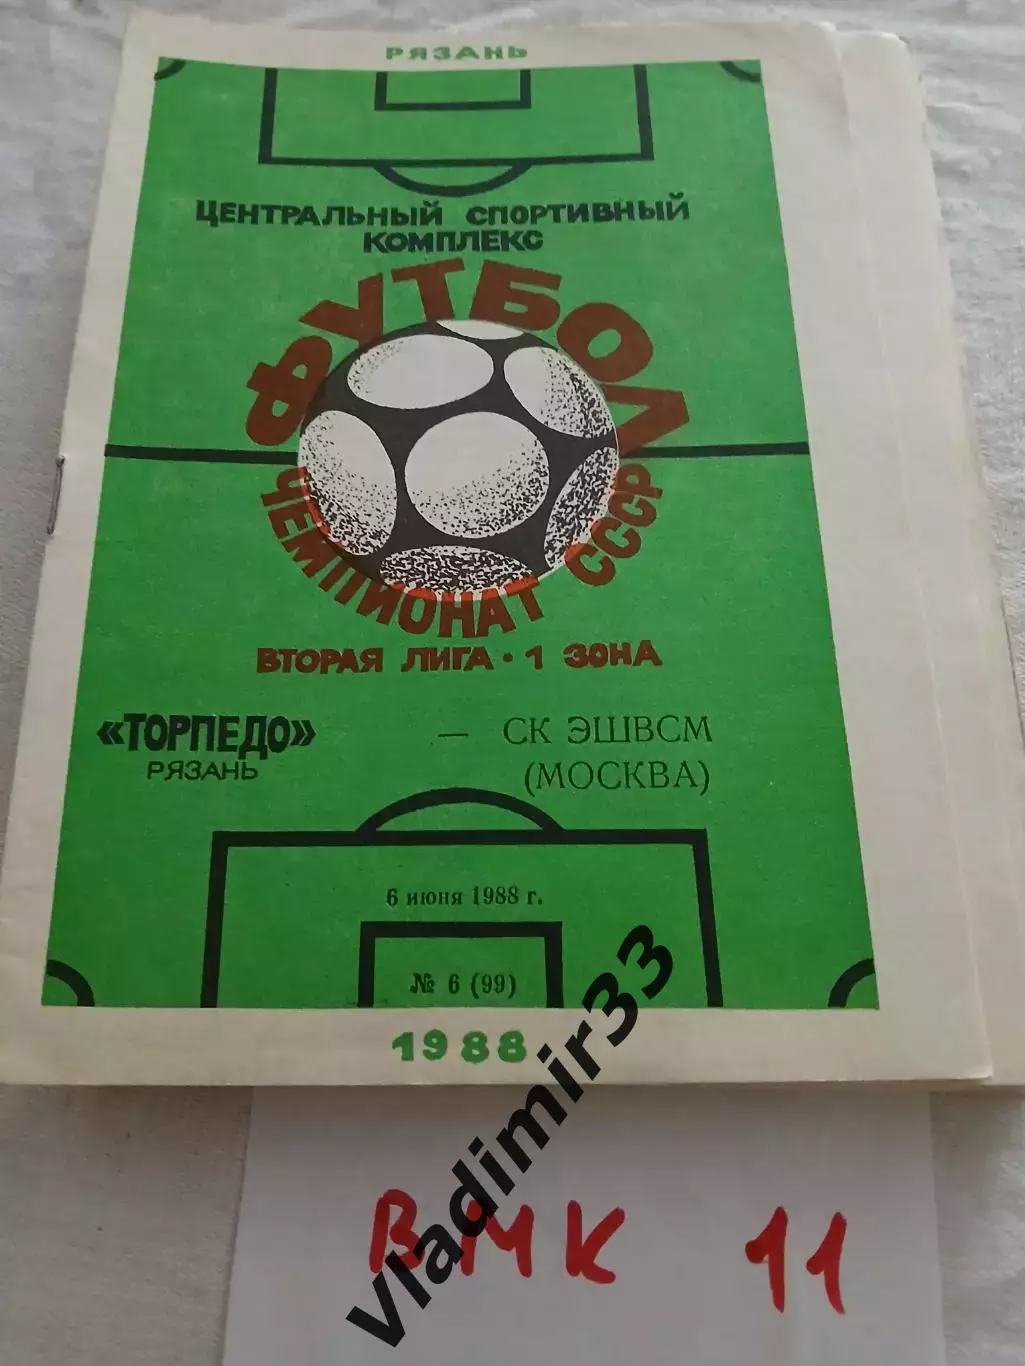 РЯЗАНЬ
ЦЕНТРАЛЬНЫЙ СПОРТИВНЫЙ
КОМПЛЕКС
ФУТБОЛ
ЧЕМПИОНАТ СССР
ВТОРАЯ ЛИГА · 1 ЗОНА
«ТОРПЕДО» — СК ЭШВСМ
РЯЗАНЬ (МОСКВА)
6 июня 1988 г.
№ 6 (99)
1988
vladimir33
ВМК 11